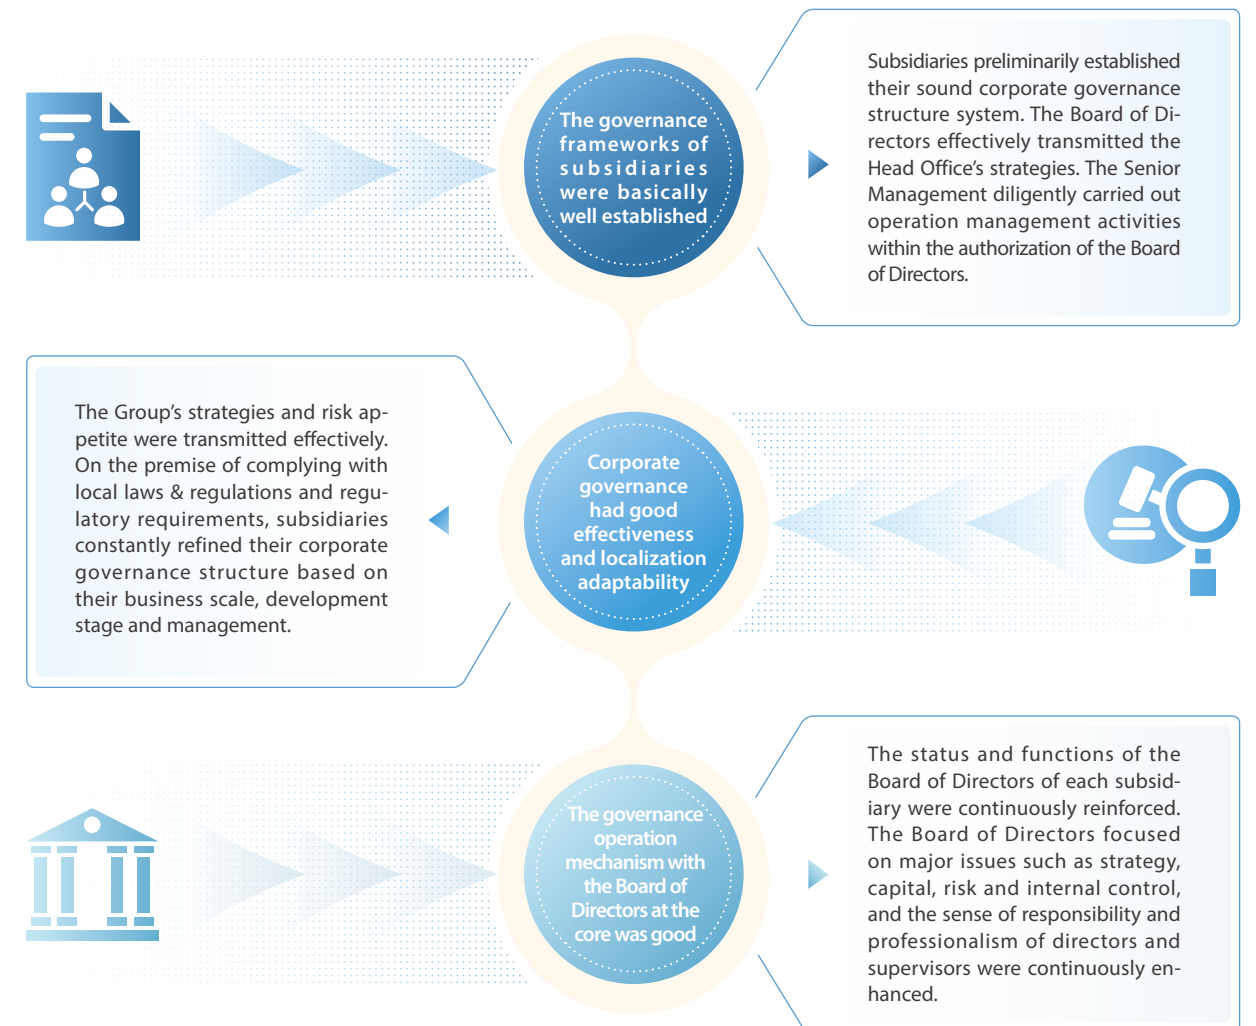 The governance
frameworks of
subsidiaries
were basically
well established
Subsidiaries preliminarily established
their sound corporate governance
structure system. The Board of Di-
rectors effectively transmitted the
Head Office’s strategies. The Senior
Management diligently carried out
operation management activities
within the authorization of the Board
of Directors.
The Group’s strategies and risk ap-
petite were transmitted effectively.
On the premise of complying with
local laws & regulations and regu-
latory requirements, subsidiaries
constantly refined their corporate
governance structure based on
their business scale, development
stage and management.
Corporate
governance
had good
effectiveness
and localization
adaptability
The governance
operation
mechanism with
the Board of
Directors at the
core was good
The status and functions of the
Board of Directors of each subsid-
iary were continuously reinforced.
The Board of Directors focused
on major issues such as strategy,
capital, risk and internal control,
and the sense of responsibility and
professionalism of directors and
supervisors were continuously en-
hanced.